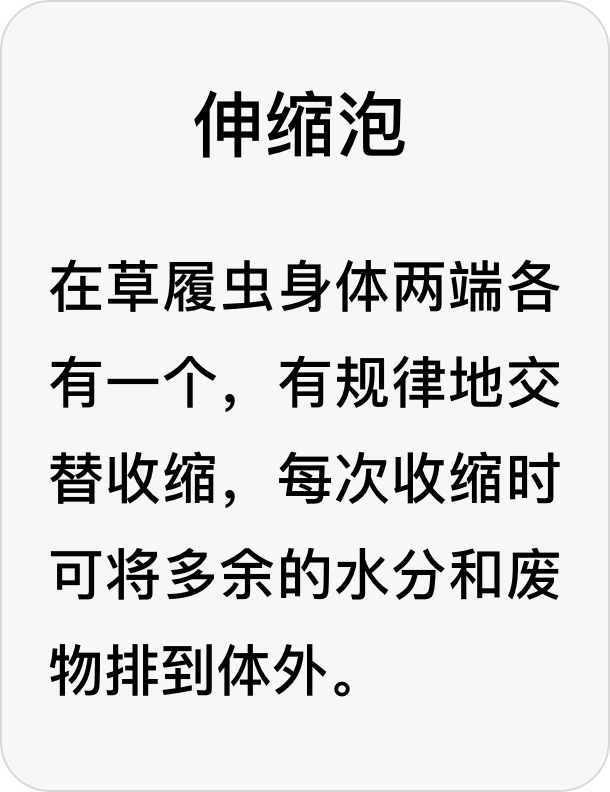 伸缩泡
在草履虫身体两端各
有一个，有规律地交
替收缩，每次收缩时
可将多余的水分和废
物排到体外。